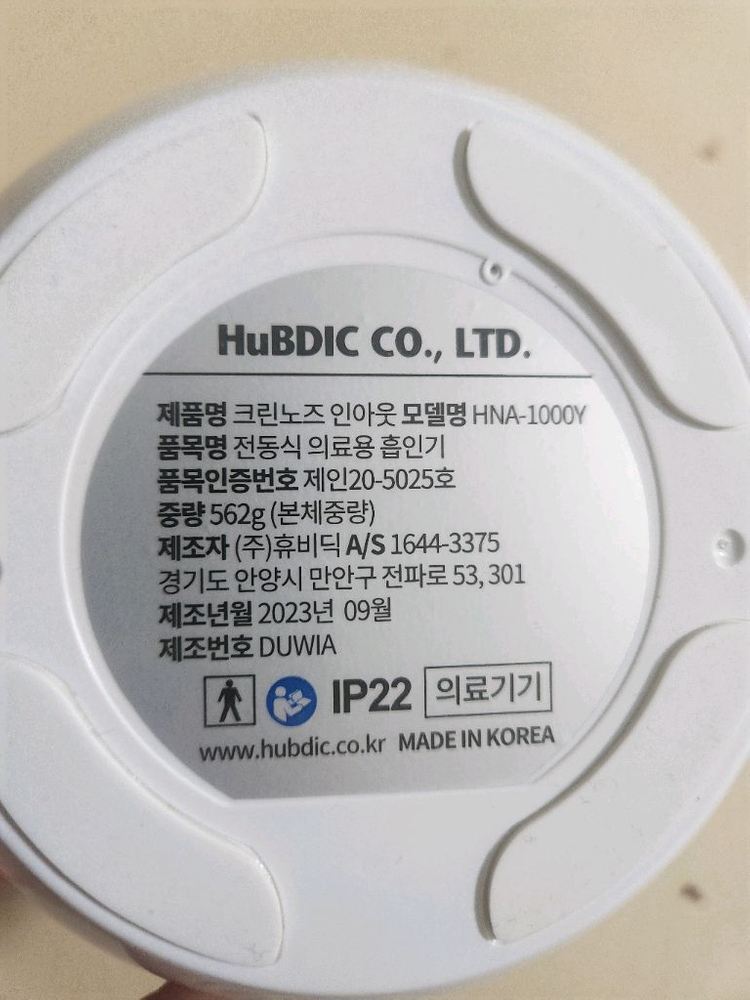 HuBDIC CO., LTD.
제품명 크린노즈 인아웃 모델명 HNA-1000Y
품목명 전동식 의료용 흡인기
품목인증번호 제인20-5025호
중량 562g (본체중량)
제조자 (주)휴비딕 A/S 1644-3375
경기도 안양시 만안구 전파로 53, 301
제조년월 2023년 09월
제조번호 DUWIA
IP22 의료기기
www.hubdic.co.kr MADE IN KOREA